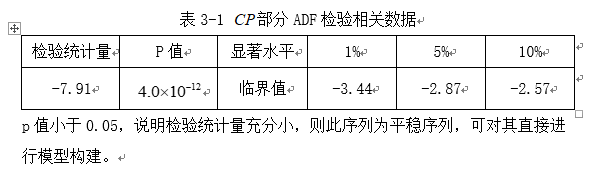 表 3-1 CP部分 ADF 检验相关数据
检验统计量 P 值 显著水平 1% 5% 10%
-7.91 4.0×10⁻¹² 临界值 -3.44 -2.87 -2.57
p 值小于 0.05，说明检验统计量充分小，则此序列为平稳序列，可对其直接进
行模型构建。